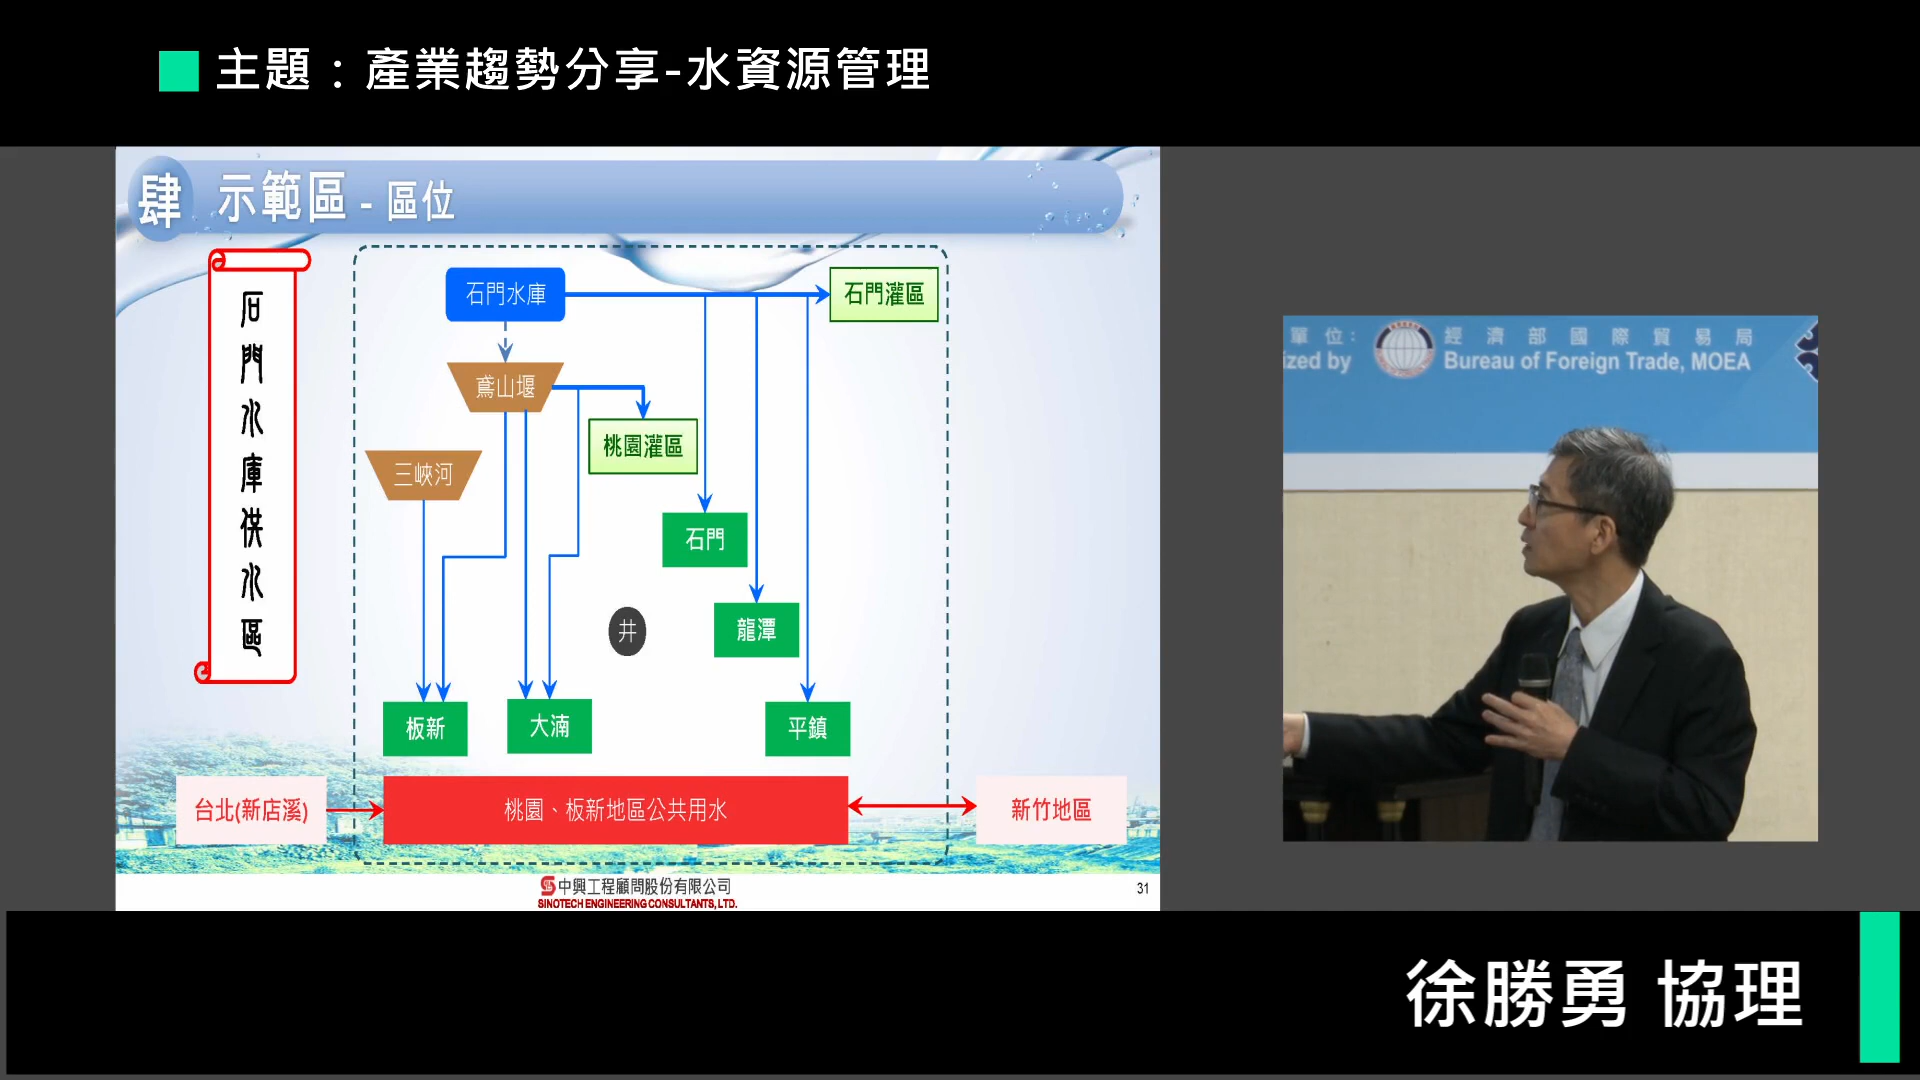 主題：產業趨勢分享-水資源管理
肆 示範區 - 區位
石門水庫供水區
石門水庫
石門灌區
鳶山堰
桃園灌區
三峽河
石門
井
龍潭
板新
大湳
平鎮
台北(新店溪)
桃園、板新地區公共用水
新竹地區
中興工程顧問股份有限公司
SINOTECH ENGINEERING CONSULTANTS, LTD.
31
單位：
經濟部國際貿易局
ized by
Bureau of Foreign Trade, MOEA
徐勝勇 協理